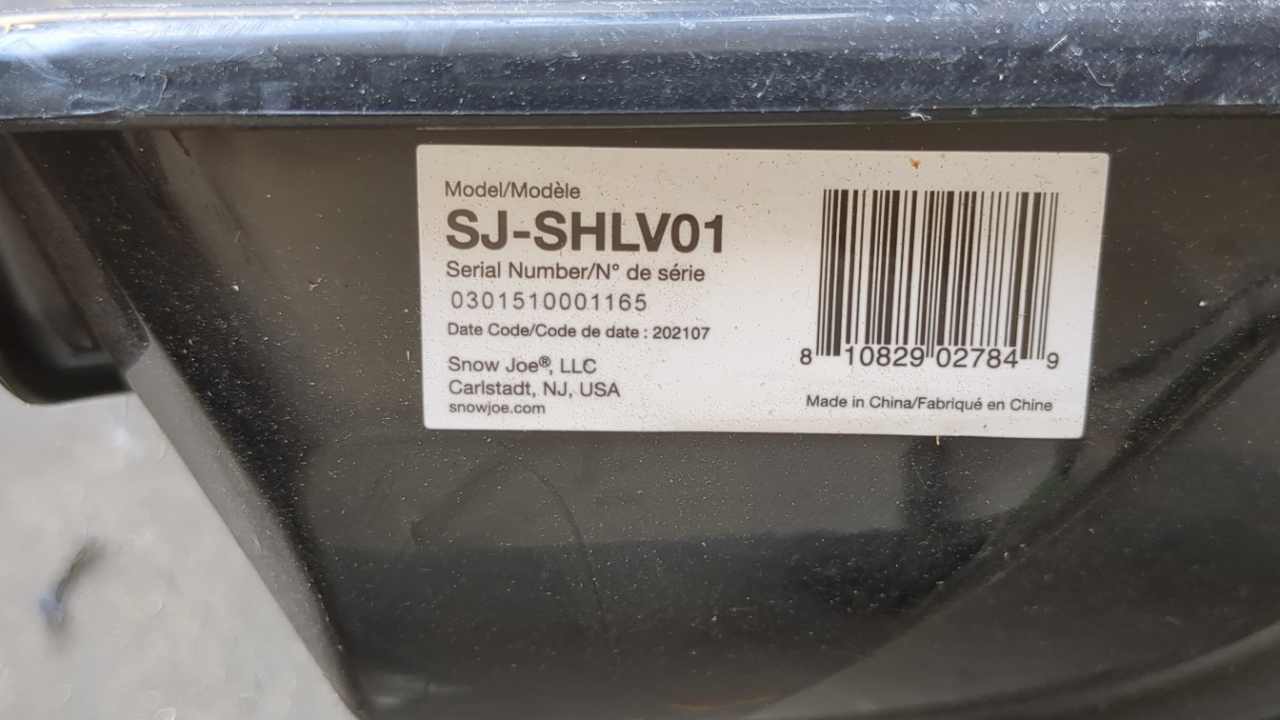 Model/Modèle
SJ-SHLV01
Serial Number/N° de série
0301510001165
Date Code/Code de date : 202107
Snow Joe®, LLC
Carlstadt, NJ, USA
snowjoe.com
8 10829 02784 9
Made in China/Fabriqué en Chine